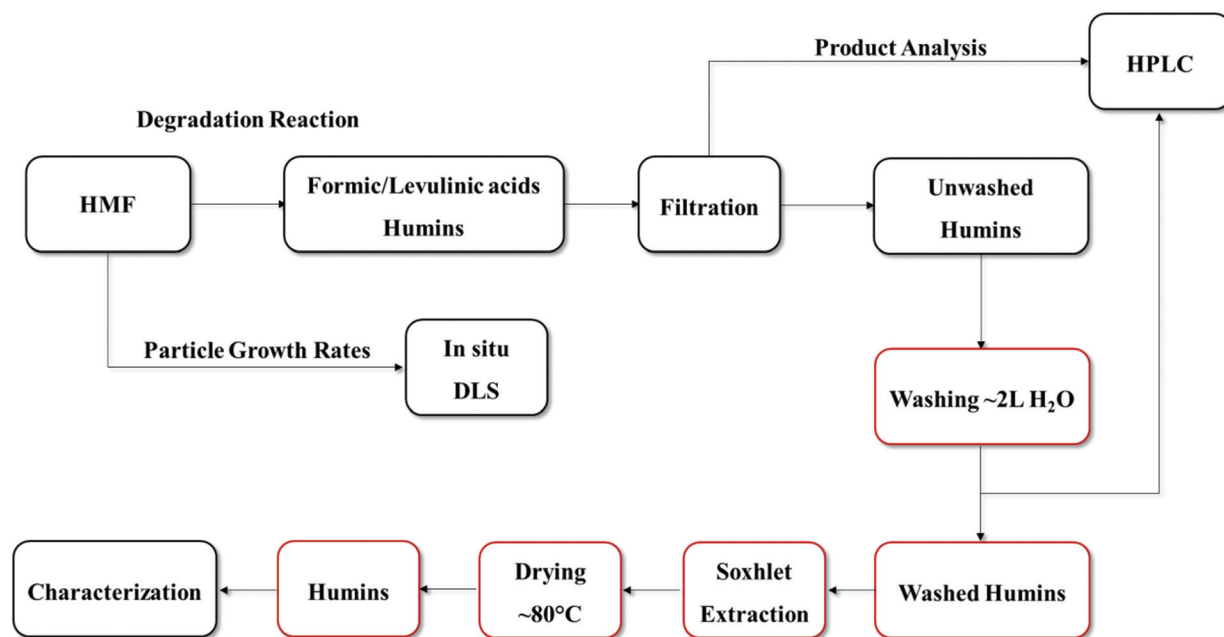 Product Analysis
HPLC
Degradation Reaction
HMF
Formic/Levulinic acids
Humins
Filtration
Unwashed
Humins
Particle Growth Rates
In situ
DLS
Washing ~2L H₂O
Characterization
Humins
Drying
~80°C
Soxhlet
Extraction
Washed Humins